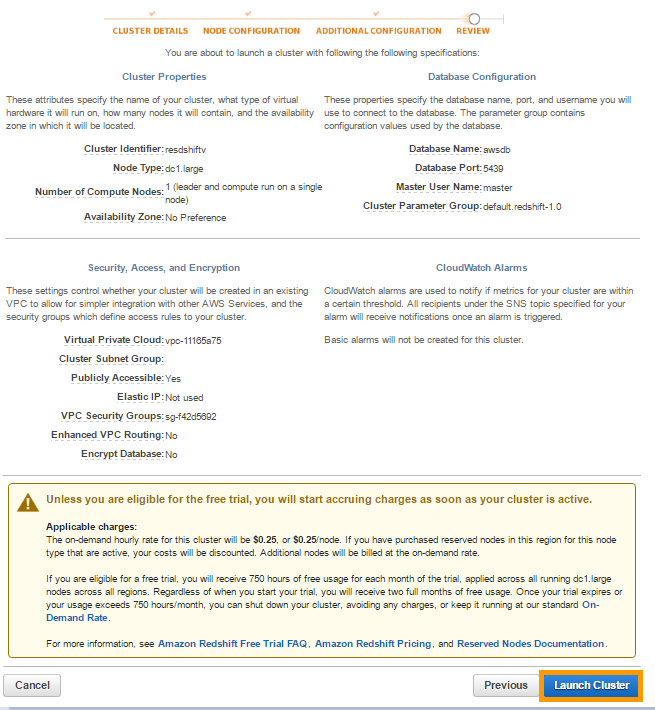 CLUSTER DETAILS NODE CONFIGURATION ADDITIONAL CONFIGURATION REVIEW
You are about to launch a cluster with following the following specifications:
Cluster Properties
These attributes specify the name of your cluster, what type of virtual
hardware it will run on, how many nodes it will contain, and the availability
zone in which it will be located.
Cluster Identifier: resdshiftv
Node Type: dc1.large
Number of Compute Nodes: 1 (leader and compute run on a single
node)
Availability Zone: No Preference
Database Configuration
These properties specify the database name, port, and username you will
use to connect to the database. The parameter group contains
configuration values used by the database.
Database Name: awsdb
Database Port: 5439
Master User Name: master
Cluster Parameter Group: default.redshift-1.0
Security, Access, and Encryption
These settings control whether your cluster will be created in an existing
VPC to allow for simpler integration with other AWS Services, and the
security groups which define access rules to your cluster.
Virtual Private Cloud: vpc-11165a75
Cluster Subnet Group:
Publicly Accessible: Yes
Elastic IP: Not used
VPC Security Groups: sg-f42d5692
Enhanced VPC Routing: No
Encrypt Database: No
CloudWatch Alarms
CloudWatch alarms are used to notify if metrics for your cluster are within
a certain threshold. All recipients under the SNS topic specified for your
alarm will receive notifications once an alarm is triggered.
Basic alarms will not be created for this cluster.
Unless you are eligible for the free trial, you will start accruing charges as soon as your cluster is active.
Applicable charges:
The on-demand hourly rate for this cluster will be $0.25, or $0.25/node. If you have purchased reserved nodes in this region for this node
type that are active, your costs will be discounted. Additional nodes will be billed at the on-demand rate.
If you are eligible for a free trial, you will receive 750 hours of free usage for each month of the trial, applied across all running dc1.large
nodes across all regions. Regardless of when you start your trial, you will receive two full months of free usage. Once your trial expires or
your usage exceeds 750 hours/month, you can shut down your cluster, avoiding any charges, or keep it running at our standard On-
Demand Rate.
For more information, see Amazon Redshift Free Trial FAQ, Amazon Redshift Pricing, and Reserved Nodes Documentation.
Cancel Previous Launch Cluster